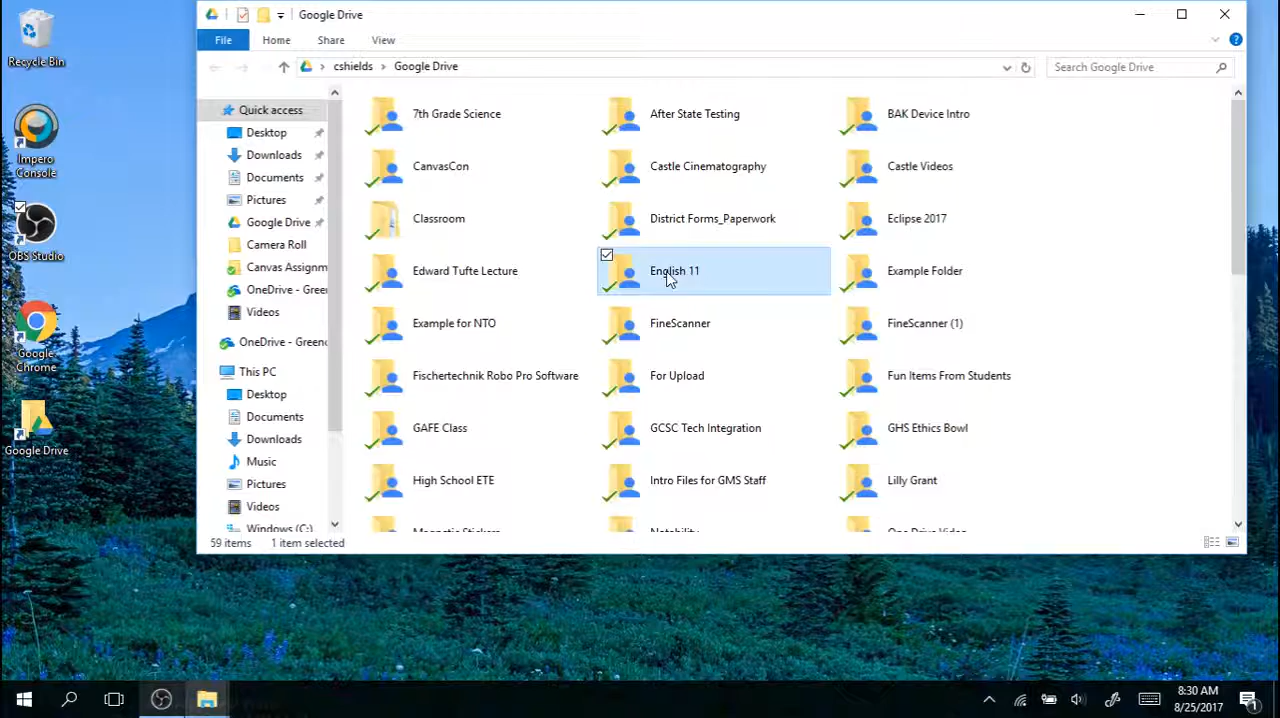 Recycle Bin
Impero
Console
OBS Studio
Google
Chrome
Google Drive
Google Drive
File
Home
Share
View
cshields
Google Drive
Search Google Drive
Quick access
Desktop
Downloads
Documents
Pictures
Google Drive
Camera Roll
Canvas Assignm
OneDrive - Green
Videos
OneDrive - Greenc
This PC
Desktop
Documents
Downloads
Music
Pictures
Videos
Windows (C:)
7th Grade Science
After State Testing
BAK Device Intro
CanvasCon
Castle Cinematography
Castle Videos
Classroom
District Forms_Paperwork
Eclipse 2017
Edward Tufte Lecture
English 11
Example Folder
Example for NTO
FineScanner
FineScanner (1)
Fischertechnik Robo Pro Software
For Upload
Fun Items From Students
GAFE Class
GCSC Tech Integration
GHS Ethics Bowl
High School ETE
Intro Files for GMS Staff
Lilly Grant
Magnetic Stickers
Notability
One Drive Video
59 items
1 item selected
8:30 AM
8/25/2017
1